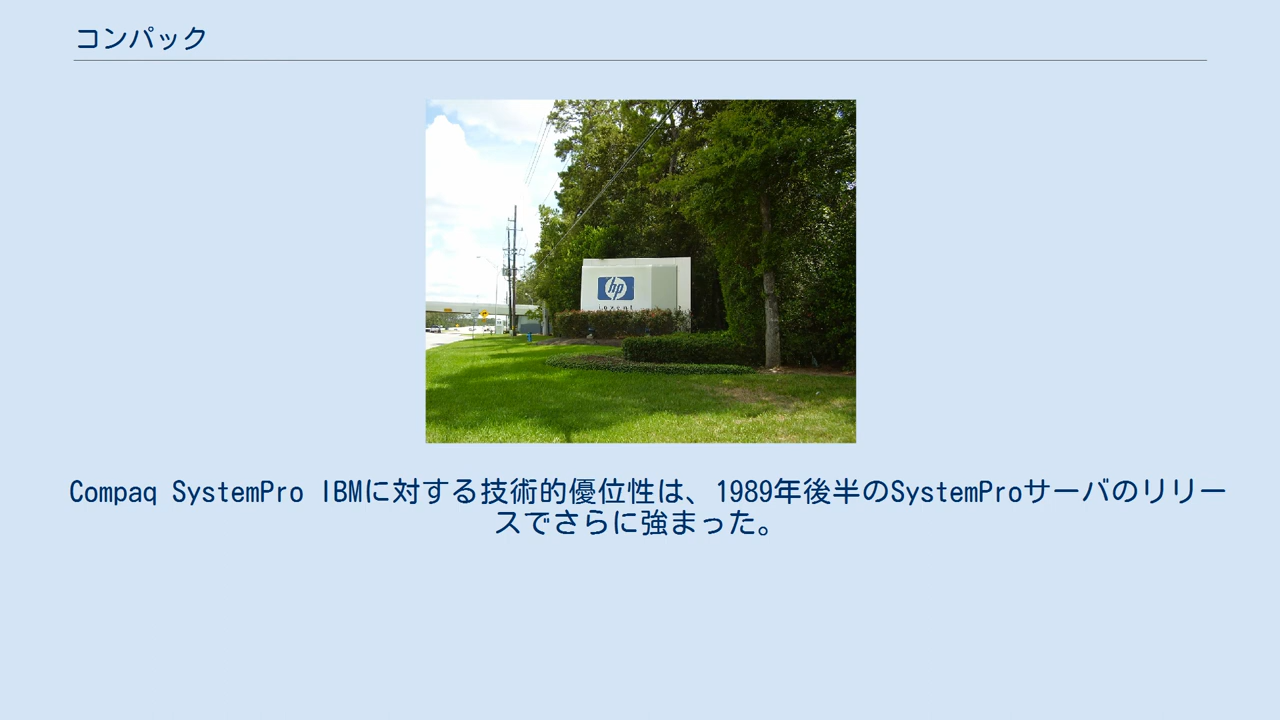 コンパック
hp
invent
Compaq SystemPro IBMに対する技術的優位性は、1989年後半のSystemProサーバのリリー
スでさらに強まった。